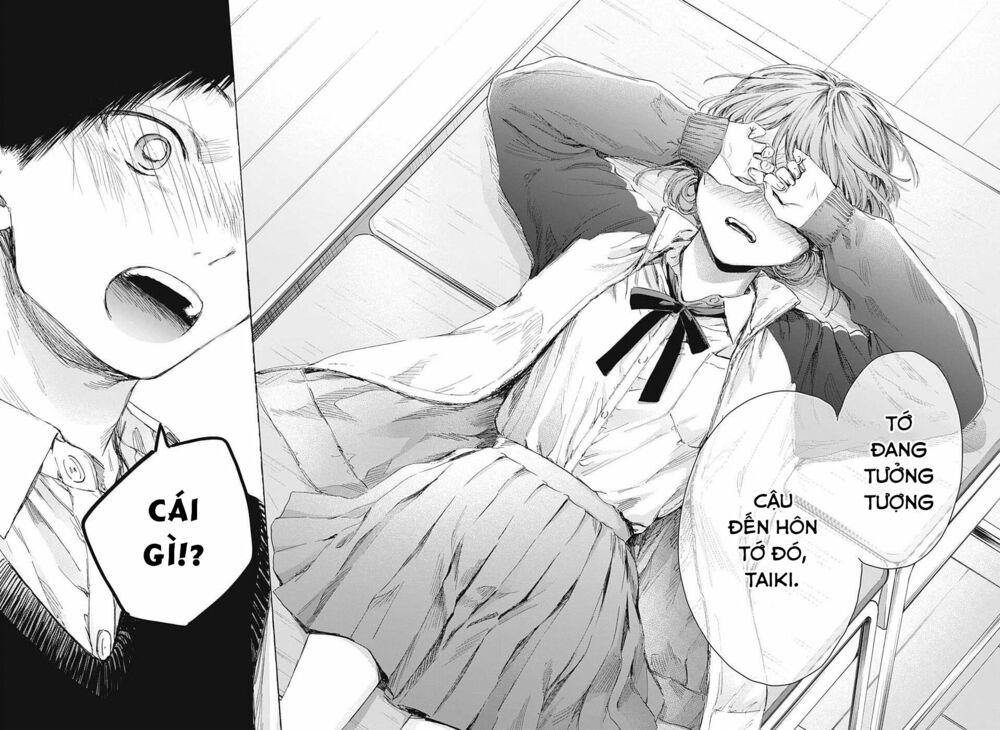 TỚ
ĐANG
TƯỞNG
TƯỢNG
CẬU
ĐẾN HÔN
TỚ ĐÓ,
TAIKI.
CÁI
GÌ!?